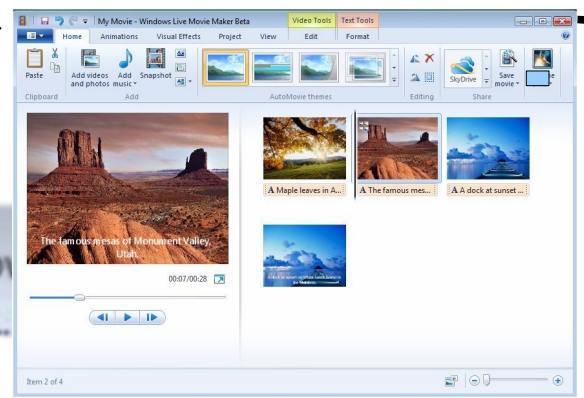 My Movie - Windows Live Movie Maker Beta
Video Tools
Text Tools
Home
Animations
Visual Effects
Project
View
Edit
Format
Paste
Add videos and photos
Add music
Snapshot
SkyDrive
Save movie
Clipboard
Add
AutoMovie themes
Editing
Share
A Maple leaves in A...
A The famous mes...
A A dock at sunset ...
The famous mesas of Monument Valley,
Utah.
00:07/00:28
Item 2 of 4